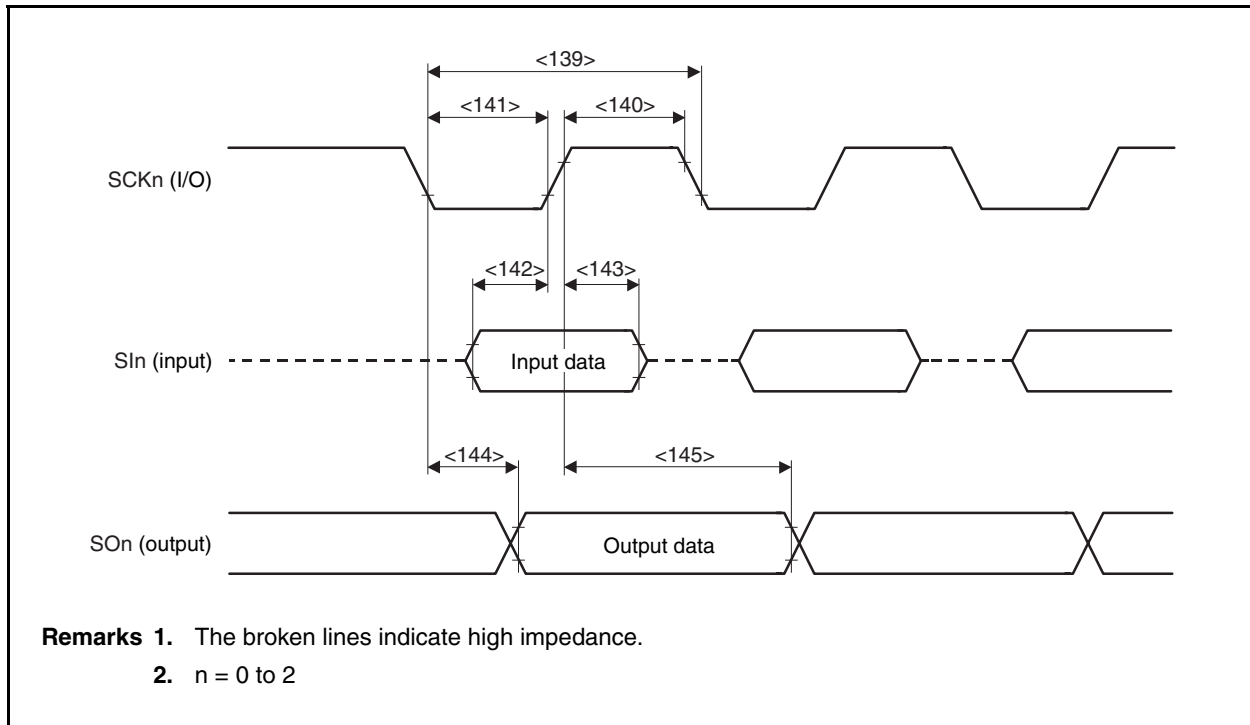 <139>
<141> <140>
SCKn (I/O)
<142> <143>
SIn (input)
Input data
<144> <145>
SOn (output)
Output data
Remarks 1. The broken lines indicate high impedance.
2. n = 0 to 2